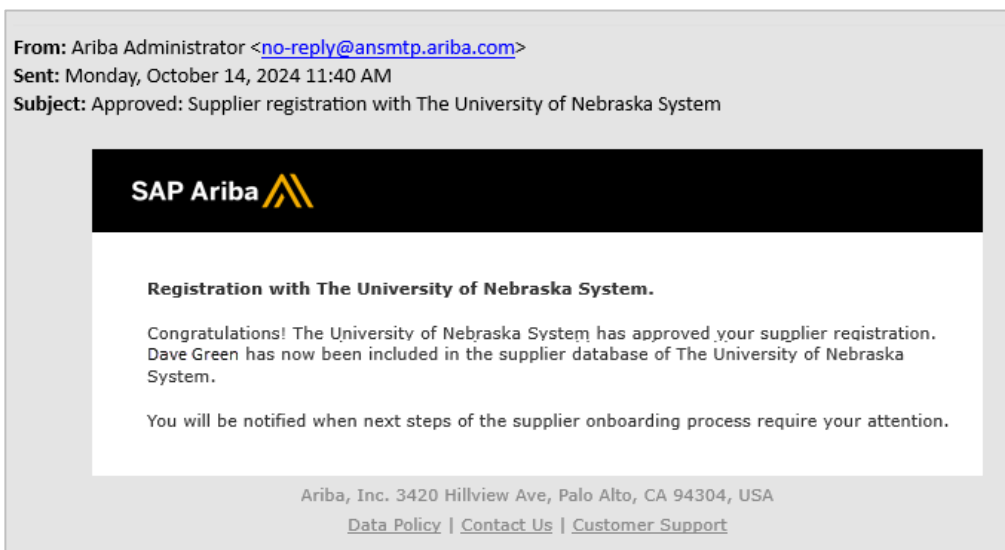 From: Ariba Administrator <no-reply@ansmtp.ariba.com>
Sent: Monday, October 14, 2024 11:40 AM
Subject: Approved: Supplier registration with The University of Nebraska System
SAP Ariba
Registration with The University of Nebraska System.
Congratulations! The University of Nebraska System has approved your supplier registration.
Dave Green has now been included in the supplier database of The University of Nebraska
System.
You will be notified when next steps of the supplier onboarding process require your attention.
Ariba, Inc. 3420 Hillview Ave, Palo Alto, CA 94304, USA
Data Policy | Contact Us | Customer Support